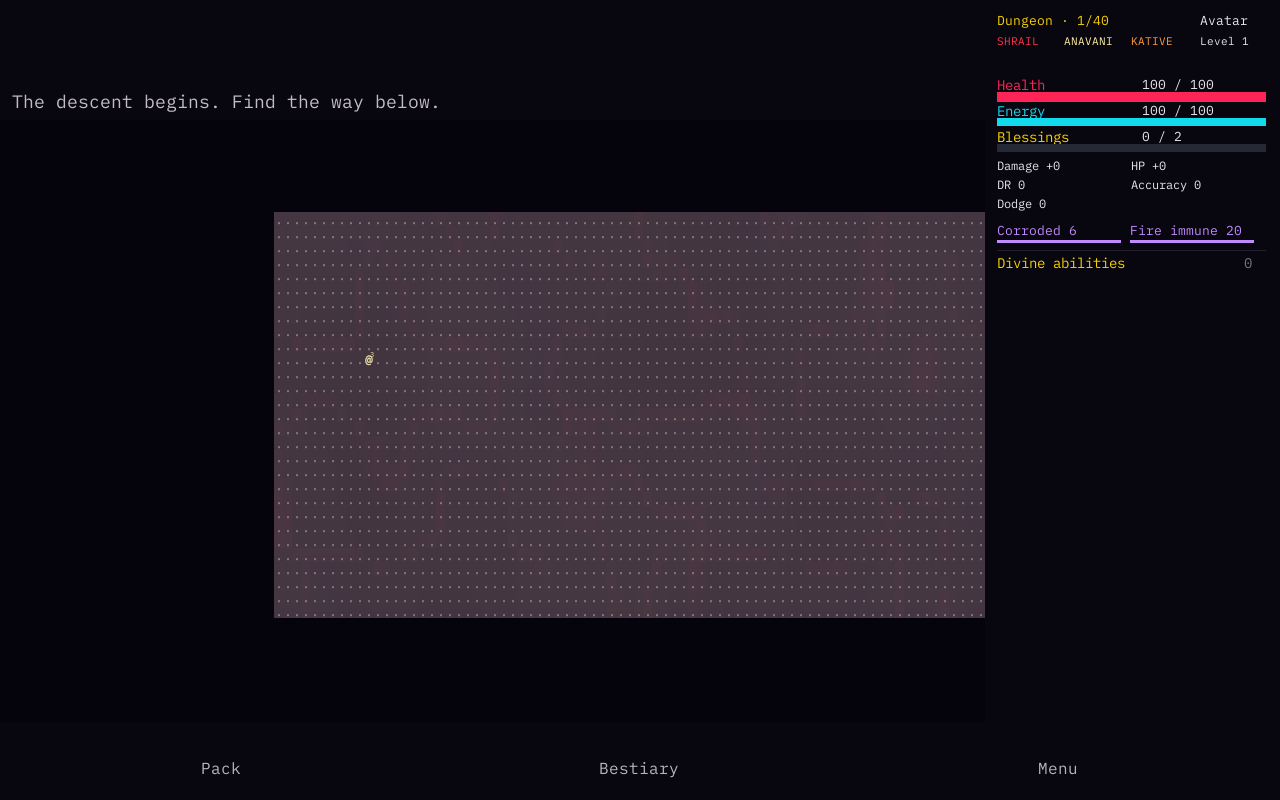 Dungeon · 1/40 Avatar
SHRAIL ANAVANI KATIVE Level 1
The descent begins. Find the way below.
Health 100 / 100
Energy 100 / 100
Blessings 0 / 2
Damage +0 HP +0
DR 0 Accuracy 0
Dodge 0
Corroded 6 Fire immune 20
Divine abilities 0
@
Pack Bestiary Menu